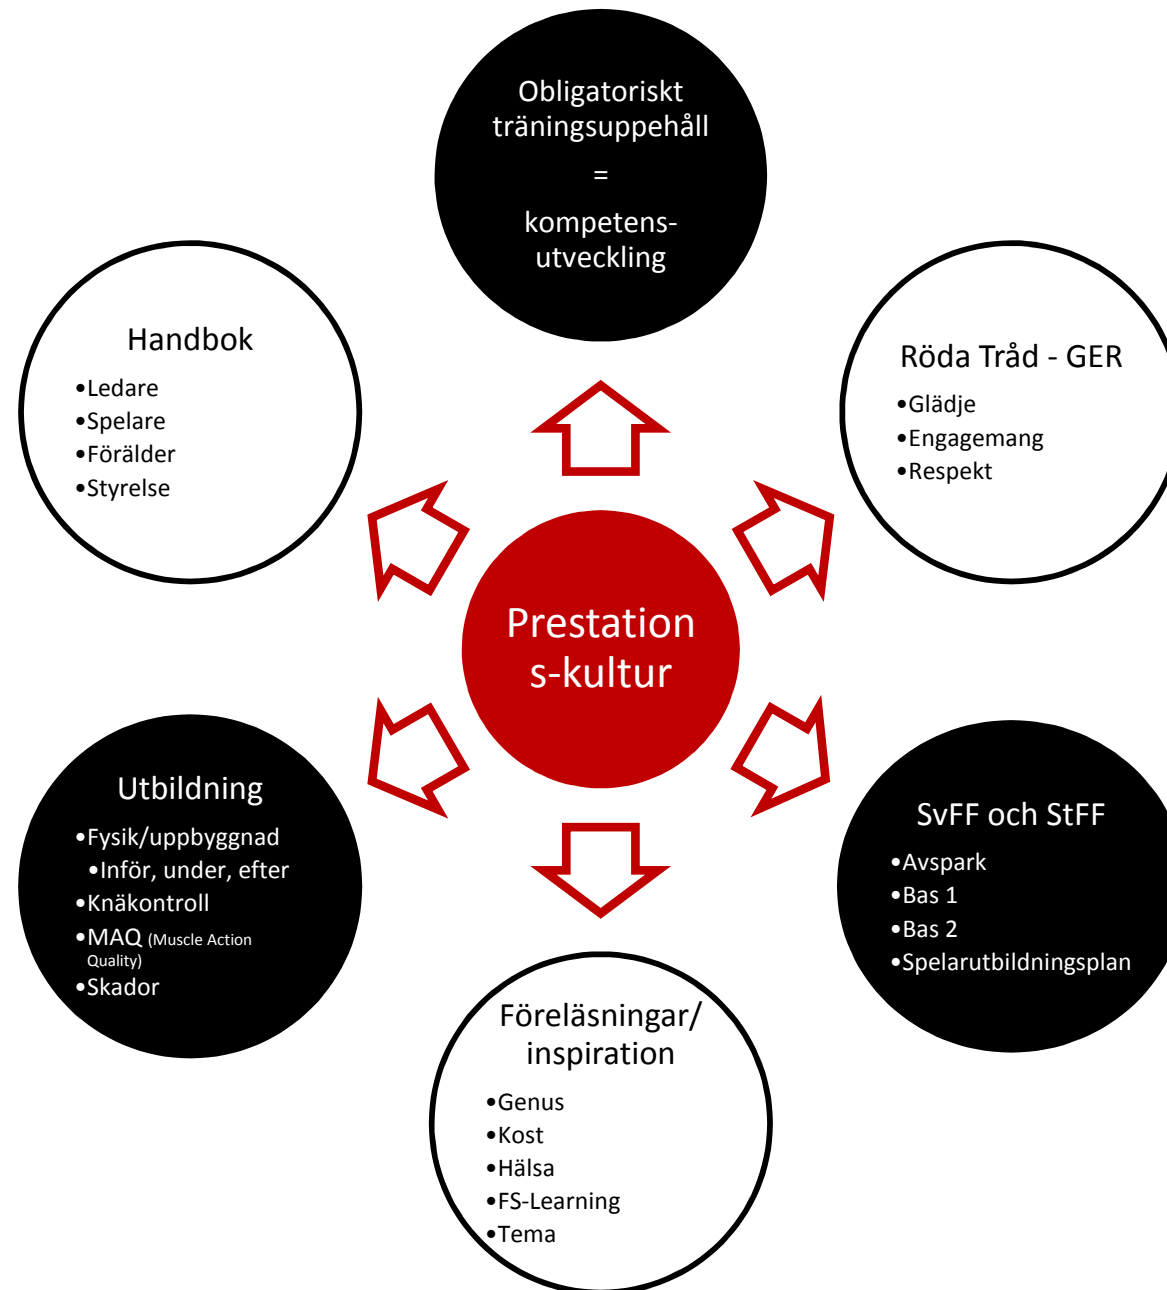 Obligatoriskt
träningsuppehåll
=
kompetens-
utveckling
Handbok
•Ledare
•Spelare
•Förälder
•Styrelse
Röda Tråd - GER
•Glädje
•Engagemang
•Respekt
Prestation
s-kultur
Utbildning
•Fysik/uppbyggnad
•Inför, under, efter
•Knäkontroll
•MAQ (Muscle Action
Quality)
•Skador
SvFF och StFF
•Avspark
•Bas 1
•Bas 2
•Spelarutbildningsplan
Föreläsningar/
inspiration
•Genus
•Kost
•Hälsa
•FS-Learning
•Tema